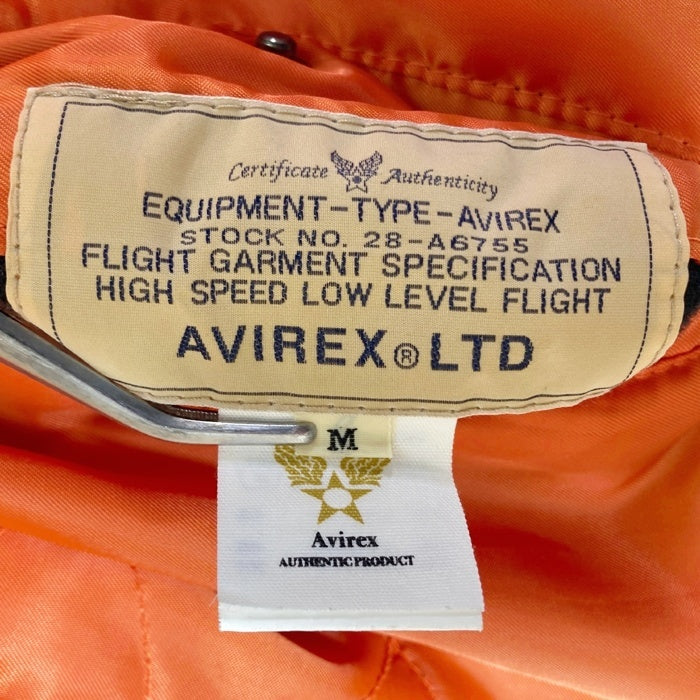 Certificate Authenticity
EQUIPMENT-TYPE-AVIREX
STOCK NO. 28-A6755
FLIGHT GARMENT SPECIFICATION
HIGH SPEED LOW LEVEL FLIGHT
AVIREX® LTD
M
Avirex
AUTHENTIC PRODUCT